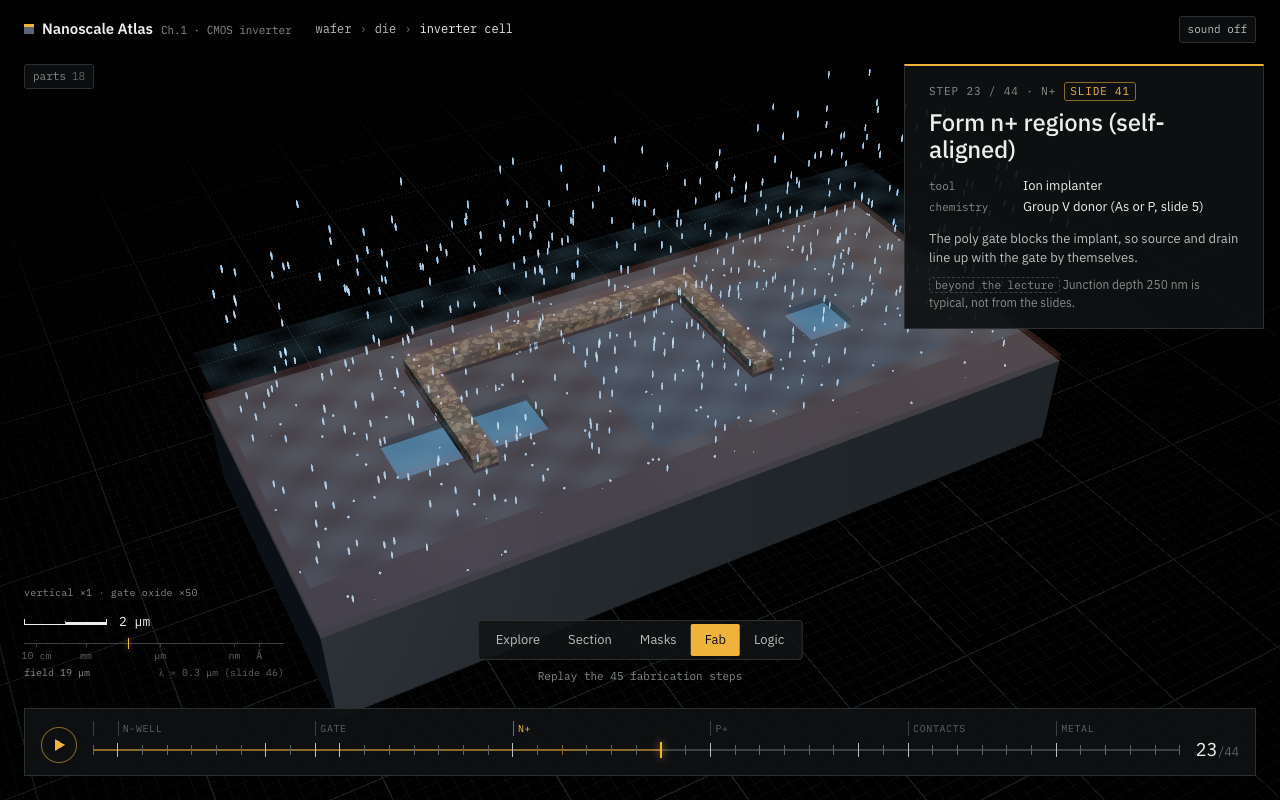 Nanoscale Atlas Ch.1 · CMOS inverter wafer › die › inverter cell sound off
parts 18
STEP 23 / 44 · N+ SLIDE 41
Form n+ regions (self-
aligned)
tool Ion implanter
chemistry Group V donor (As or P, slide 5)
The poly gate blocks the implant, so source and drain
line up with the gate by themselves.
beyond the lecture Junction depth 250 nm is
typical, not from the slides.
vertical ×1 · gate oxide ×50
2 µm
10 cm mm µm nm Å
field 19 µm λ = 0.3 µm (slide 46)
Explore Section Masks Fab Logic
Replay the 45 fabrication steps
N-WELL GATE N+ P+ CONTACTS METAL
23/44